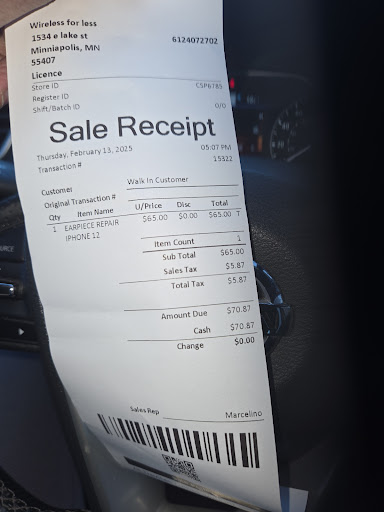 Wireless for less
1534 e lake st
Minniapolis, MN 6124072702
55407
Licence
Store ID CSP6785
Register ID
Shift/Batch ID 0/0
Sale Receipt
Thursday, February 13, 2025 05:07 PM
Transaction # 15322
Customer Walk In Customer
Original Transaction #
Qty Item Name U/Price Disc Total
1 EARPIECE REPAIR $65.00 $0.00 $65.00 T
IPHONE 12
Item Count 1
Sub Total $65.00
Sales Tax $5.87
Total Tax $5.87
Amount Due $70.87
Cash $70.87
Change $0.00
Sales Rep Marcelino